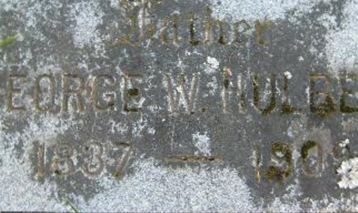 Father
EORGE W. HULBE
1837 — 190